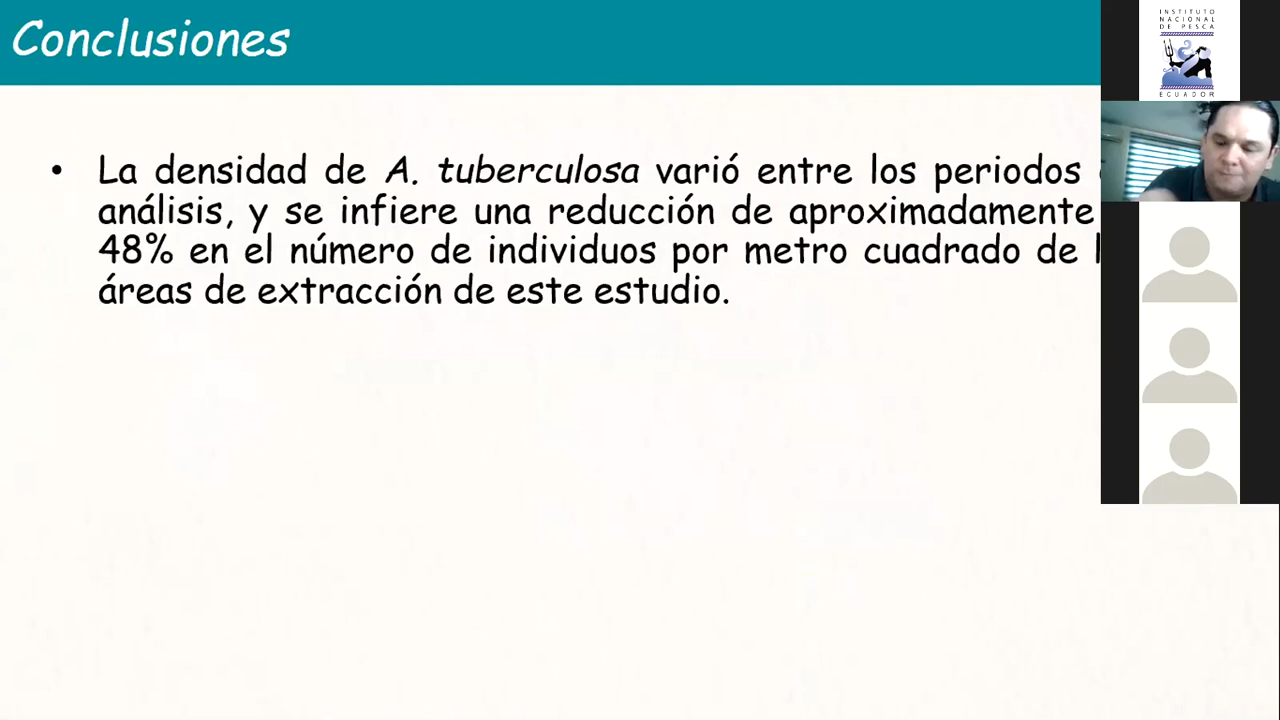 Conclusiones
INSTITUTO
NACIONAL
DE PESCA
ECUADOR
• La densidad de A. tuberculosa varió entre los periodos
análisis, y se infiere una reducción de aproximadamente
48% en el número de individuos por metro cuadrado de
áreas de extracción de este estudio.